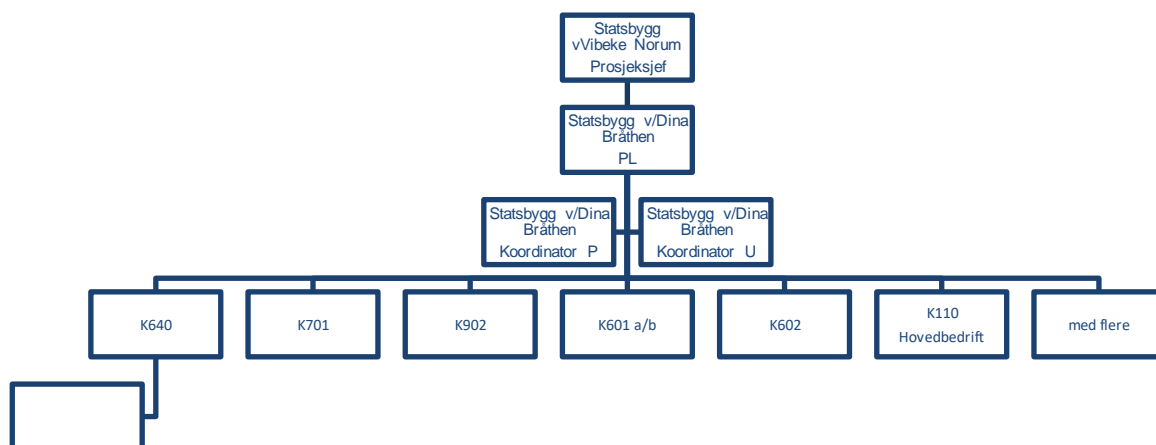 Statsbygg
vVibeke Norum
Prosjeksjef
Statsbygg v/Dina
Bråthen
PL
Statsbygg v/Dina
Bråthen
Koordinator P
Statsbygg v/Dina
Bråthen
Koordinator U
K640
K701
K902
K601 a/b
K602
K110
Hovedbedrift
med flere